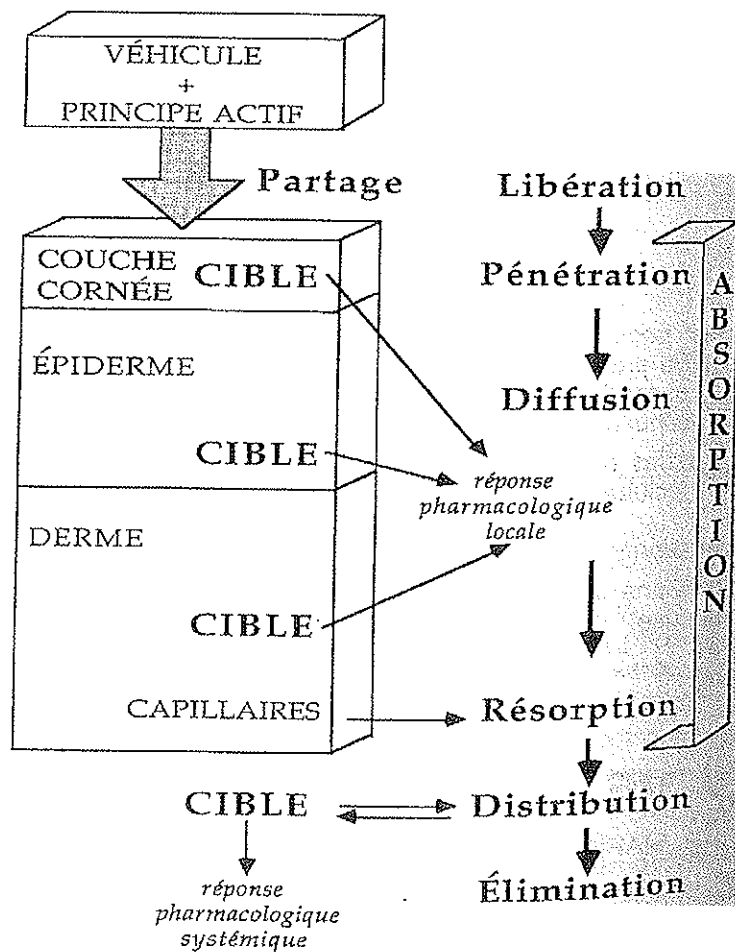 VÉHICULE
+
PRINCIPE ACTIF
Partage
Libération
COUCHE
CORNÉE
CIBLE
Pénétration
ÉPIDERME
Diffusion
CIBLE
réponse
pharmacologique
locale
DERME
CIBLE
CAPILLAIRES
Résorption
ABSORPTION
CIBLE
Distribution
réponse
pharmacologique
systémique
Élimination